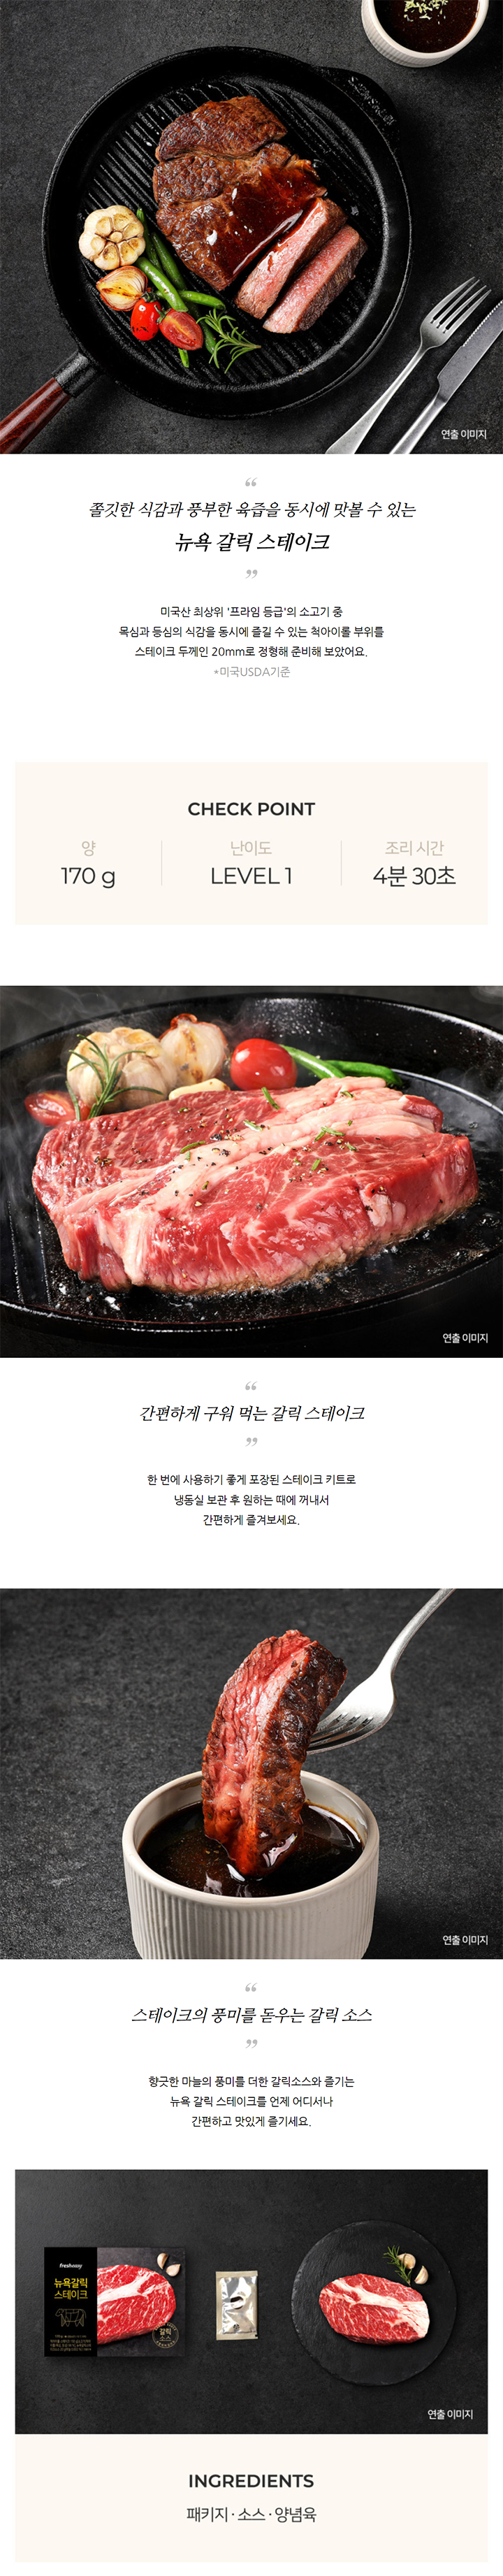 연출 이미지
“
쫄깃한 식감과 풍부한 육즙을 동시에 맛볼 수 있는
뉴욕 갈릭 스테이크
”
미국산 최상위 '프라임 등급'의 소고기 중
목심과 등심의 식감을 동시에 즐길 수 있는 척아이롤 부위를
스테이크 두께인 20mm로 정형해 준비해 보았어요.
*미국USDA기준
CHECK POINT
양 난이도 조리 시간
170 g LEVEL 1 4분 30초
연출 이미지
“
간편하게 구워 먹는 갈릭 스테이크
”
한 번에 사용하기 좋게 포장된 스테이크 키트로
냉동실 보관 후 원하는 때에 꺼내서
간편하게 즐겨보세요.
연출 이미지
“
스테이크의 풍미를 돋우는 갈릭 소스
”
향긋한 마늘의 풍미를 더한 갈릭소스와 즐기는
뉴욕 갈릭 스테이크를 언제 어디서나
간편하고 맛있게 즐기세요.
freshway
뉴욕갈릭
스테이크
갈릭
소스
연출 이미지
INGREDIENTS
패키지 · 소스 · 양념육